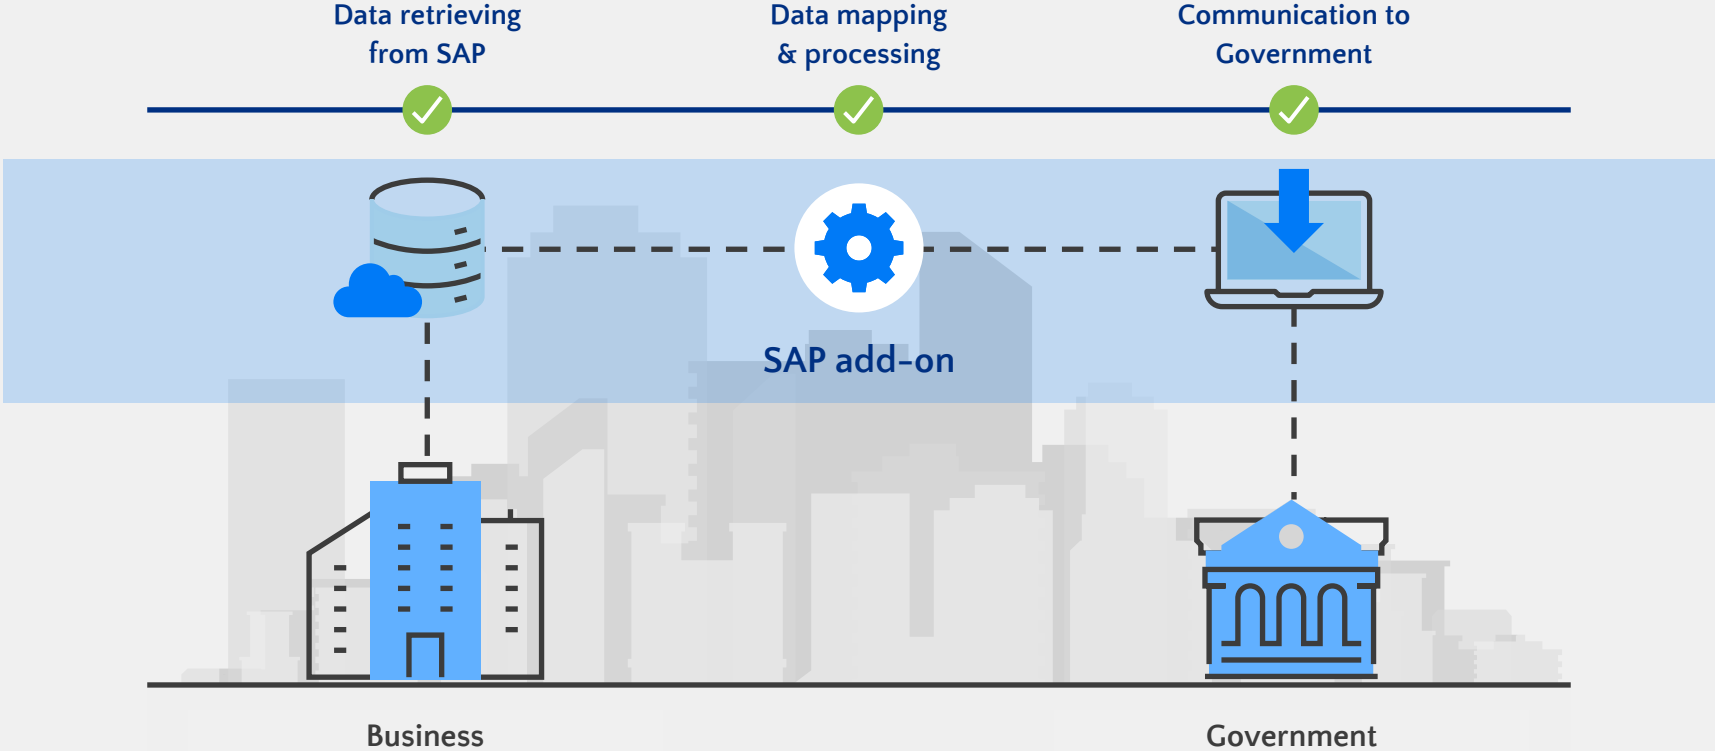 Data retrieving
from SAP
Data mapping
& processing
Communication to
Government
SAP add-on
Business
Government